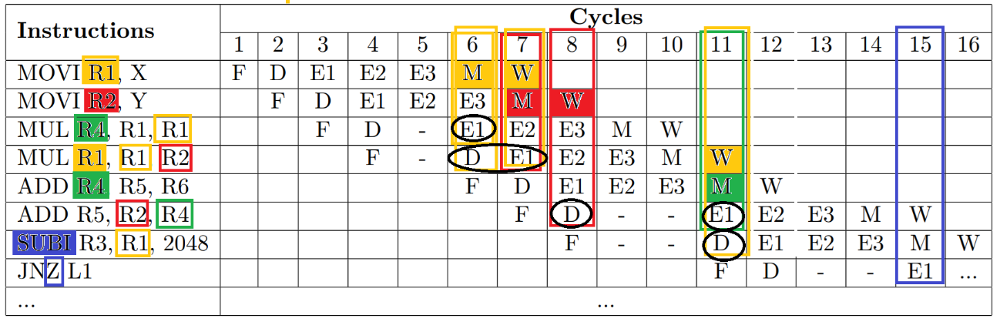 Instructions Cycles
1 2 3 4 5 6 7 8 9 10 11 12 13 14 15 16
MOVI R1, X F D E1 E2 E3 M W
MOVI R2, Y F D E1 E2 E3 M W
MUL R4, R1, R1 F D - E1 E2 E3 M W
MUL R1, R1 R2 F - D E1 E2 E3 M W
ADD R4 R5, R6 F D E1 E2 E3 M W
ADD R5, R2, R4 F D - - E1 E2 E3 M W
SUBI R3, R1, 2048 F - - D E1 E2 E3 M W
JNZ L1 F D - - E1 ...
... ...